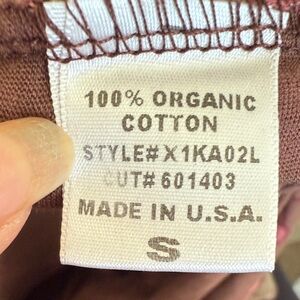 100% ORGANIC
COTTON
STYLE# X1KA02L
CUT# 601403
MADE IN U.S.A.
S